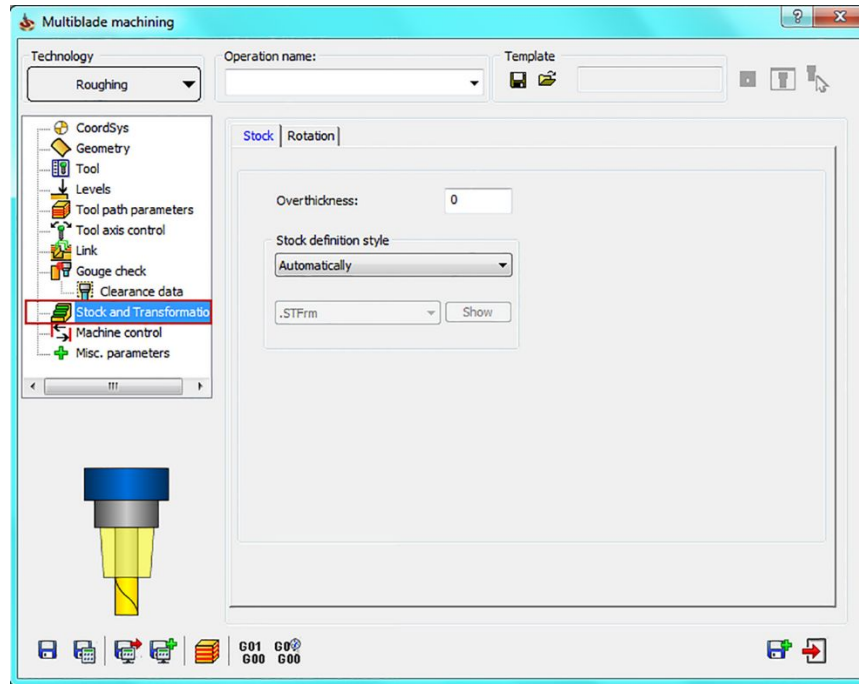 Multiblade machining
Technology
Operation name:
Template
Roughing
CoordSys
Geometry
Tool
Levels
Tool path parameters
Tool axis control
Link
Gouge check
Clearance data
Stock and Transformatio
Machine control
Misc. parameters
Stock Rotation
Overthickness: 0
Stock definition style
Automatically
.STFrm Show
G01 G0
G00 G00